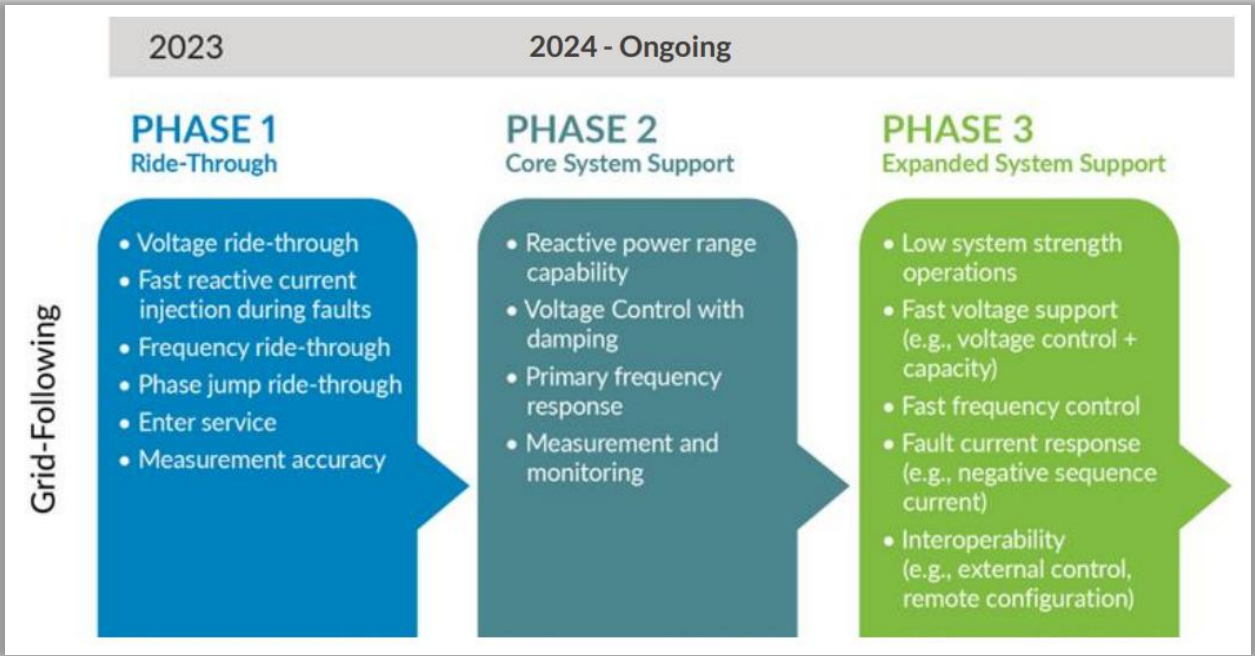 2023
2024 - Ongoing
Grid-Following
PHASE 1
Ride-Through
• Voltage ride-through
• Fast reactive current
injection during faults
• Frequency ride-through
• Phase jump ride-through
• Enter service
• Measurement accuracy
PHASE 2
Core System Support
• Reactive power range
capability
• Voltage Control with
damping
• Primary frequency
response
• Measurement and
monitoring
PHASE 3
Expanded System Support
• Low system strength
operations
• Fast voltage support
(e.g., voltage control +
capacity)
• Fast frequency control
• Fault current response
(e.g., negative sequence
current)
• Interoperability
(e.g., external control,
remote configuration)